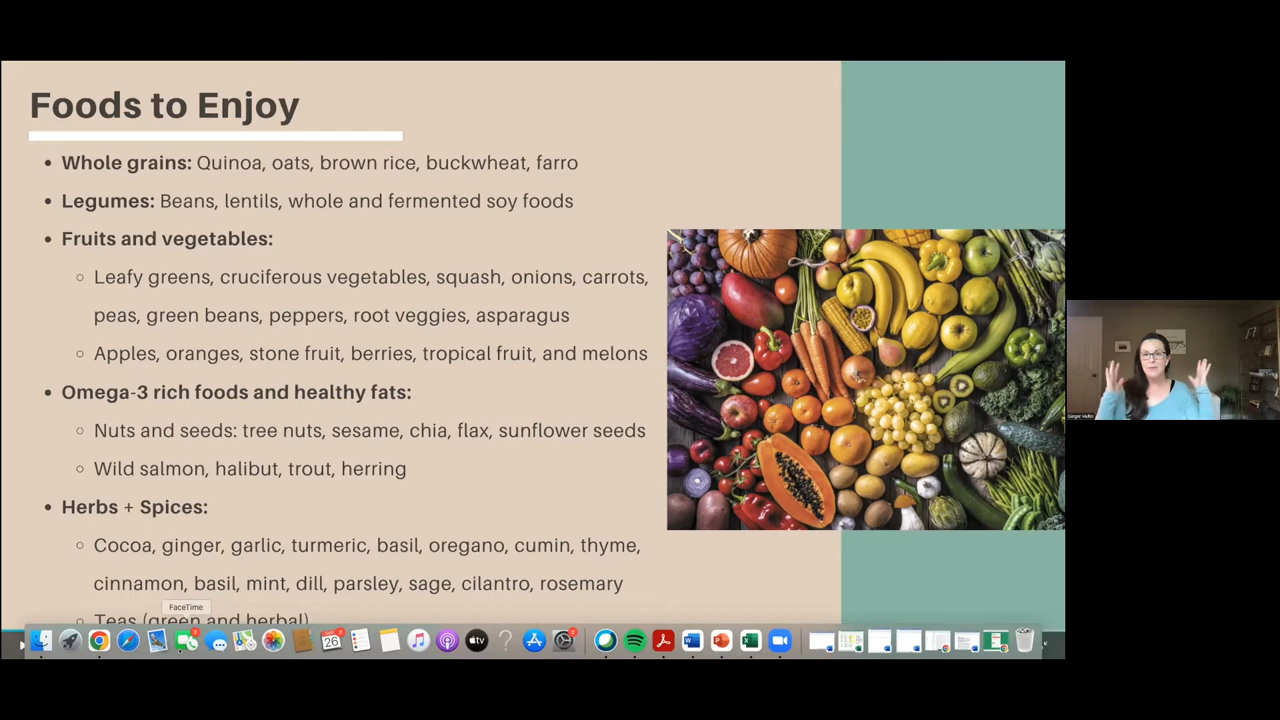 Foods to Enjoy
• Whole grains: Quinoa, oats, brown rice, buckwheat, farro
• Legumes: Beans, lentils, whole and fermented soy foods
• Fruits and vegetables:
○ Leafy greens, cruciferous vegetables, squash, onions, carrots,
peas, green beans, peppers, root veggies, asparagus
○ Apples, oranges, stone fruit, berries, tropical fruit, and melons
• Omega-3 rich foods and healthy fats:
○ Nuts and seeds: tree nuts, sesame, chia, flax, sunflower seeds
○ Wild salmon, halibut, trout, herring
• Herbs + Spices:
○ Cocoa, ginger, garlic, turmeric, basil, oregano, cumin, thyme,
cinnamon, basil, mint, dill, parsley, sage, cilantro, rosemary
FaceTime
○ Teas (green and herbal)
26
tv
Ginger Hultin